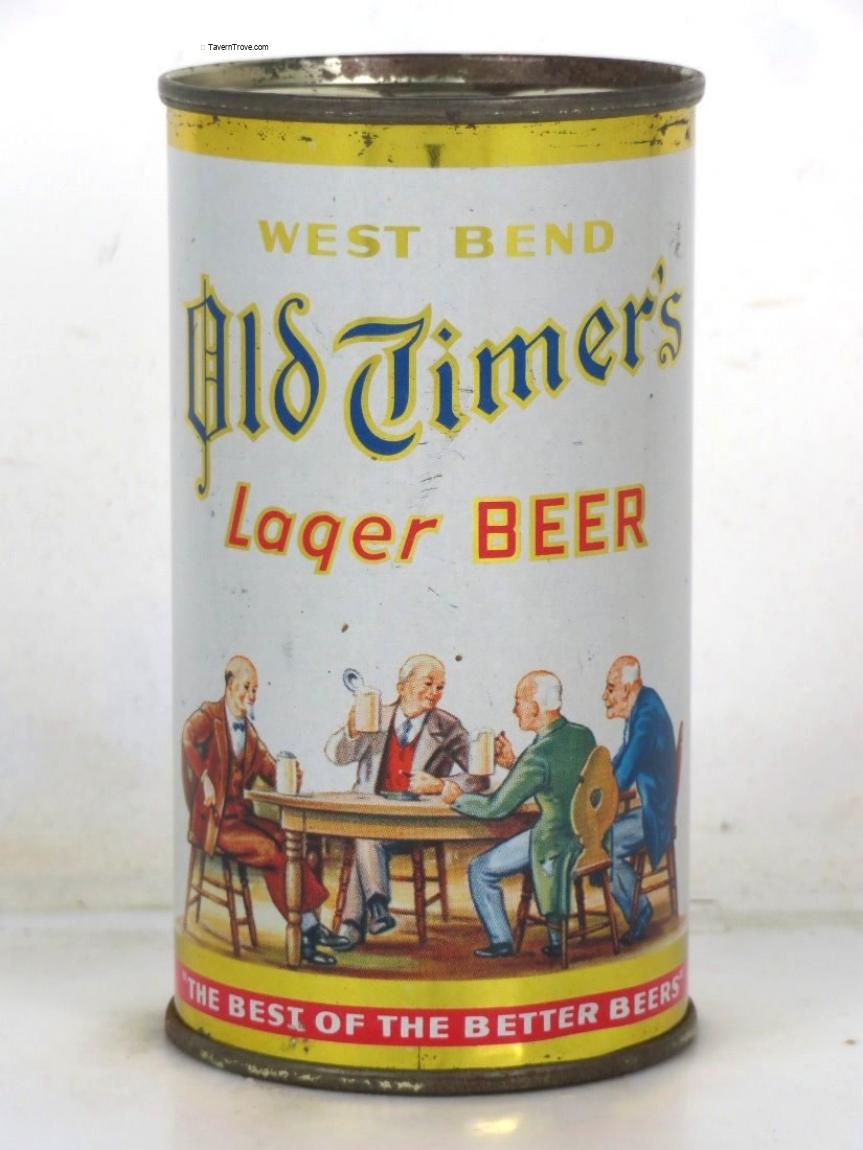 TavernTrove.com
WEST BEND
Old Timer's
Lager BEER
"THE BEST OF THE BETTER BEERS"